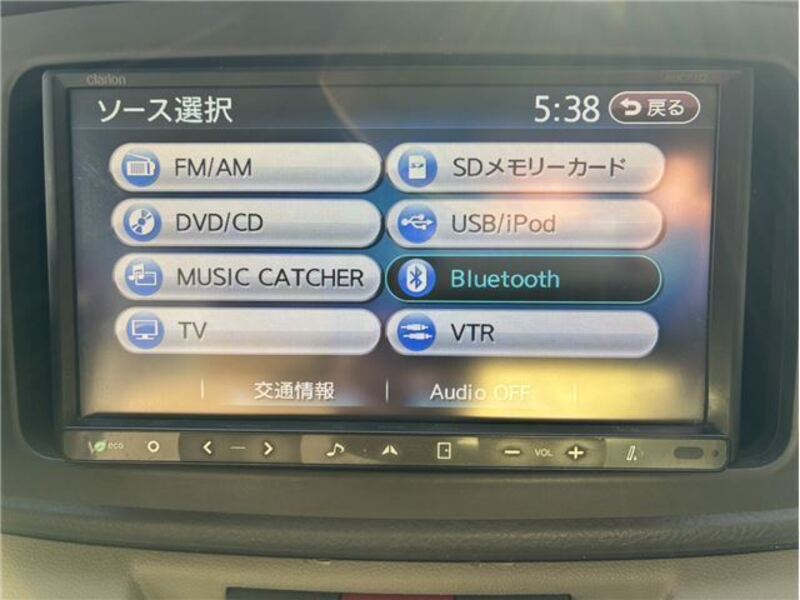 clarion
ソース選択
5:38
戻る
FM/AM
SDメモリーカード
DVD/CD
USB/iPod
MUSIC CATCHER
Bluetooth
TV
VTR
交通情報
Audio OFF
eco
VOL